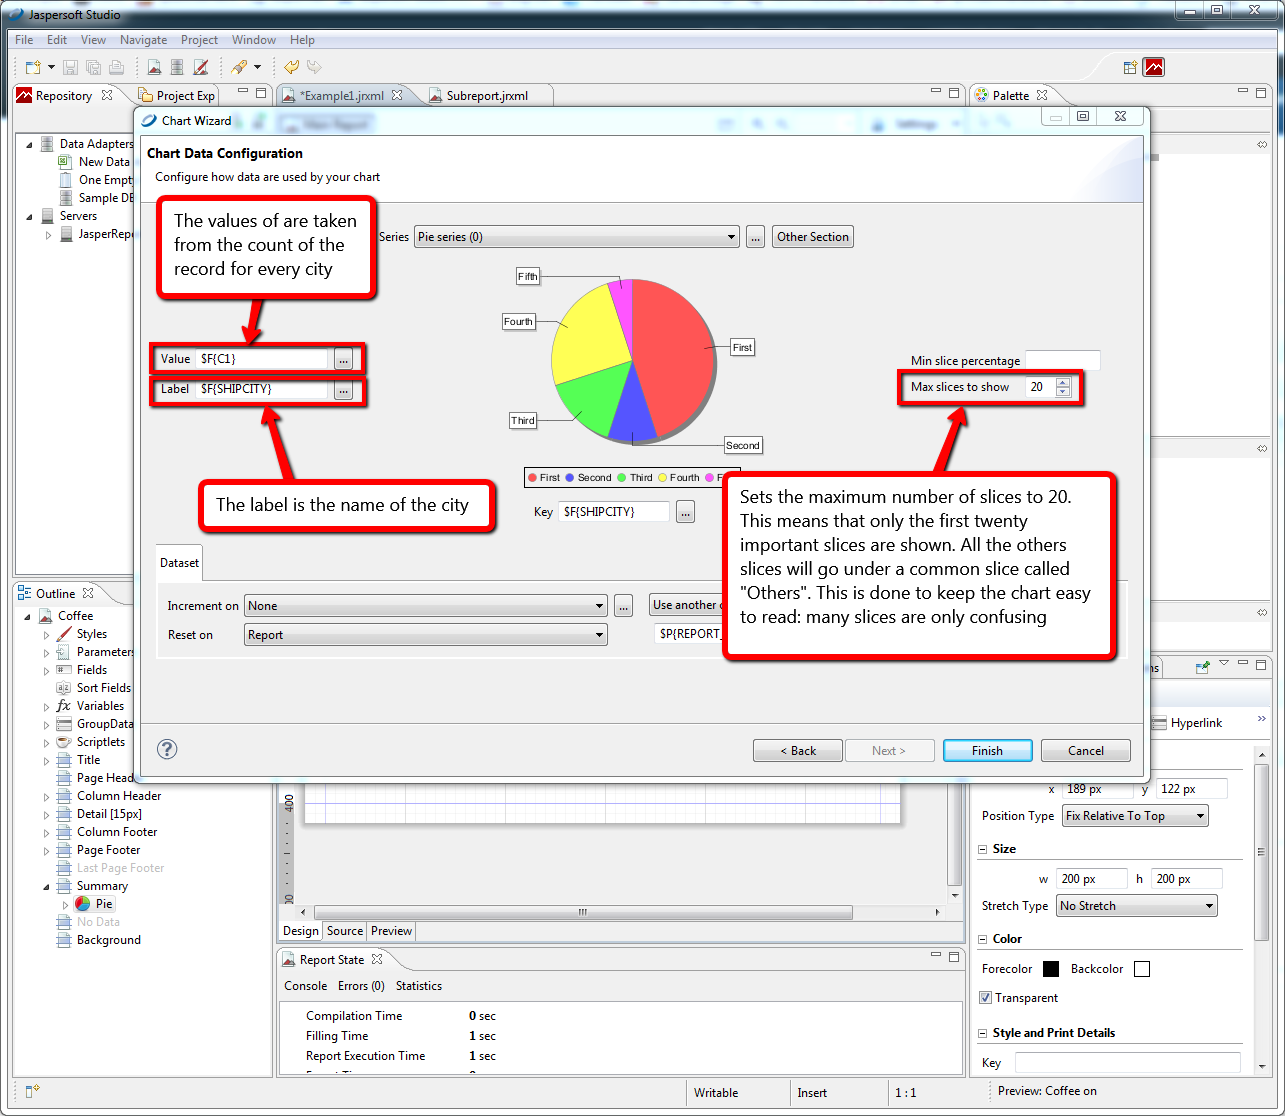 Jaspersoft Studio
File Edit View Navigate Project Window Help
Repository
Project Exp
*Example1.jrxml
Subreport.jrxml
Palette
Data Adapters
New Data
One Empt
Sample DB
Servers
JasperRepo
Chart Wizard
Main Report
Settings
Chart Data Configuration
Configure how data are used by your chart
The values of are taken
from the count of the
record for every city
Series Pie series (0) ... Other Section
Fifth
Fourth
First
Third
Second
Value $F{C1} ...
Label $F{SHIPCITY} ...
Min slice percentage
Max slices to show 20
First Second Third Fourth F
Key $F{SHIPCITY} ...
The label is the name of the city
Sets the maximum number of slices to 20.
This means that only the first twenty
important slices are shown. All the others
slices will go under a common slice called
"Others". This is done to keep the chart easy
to read: many slices are only confusing
Dataset
Increment on None ... Use another
Reset on Report $P{REPORT_
? < Back Next > Finish Cancel
Outline
Coffee
Styles
Parameters
Fields
Sort Fields
Variables
GroupData
Scriptlets
Title
Page Head
Column Header
Detail [15px]
Column Footer
Page Footer
Last Page Footer
Summary
Pie
No Data
Background
400
Design Source Preview
Report State
Console Errors (0) Statistics
Compilation Time 0 sec
Filling Time 1 sec
Report Execution Time 1 sec
ns
Hyperlink »
x 189 px y 122 px
Position Type Fix Relative To Top
Size
w 200 px h 200 px
Stretch Type No Stretch
Color
Forecolor Backcolor
Transparent
Style and Print Details
Key
Writable Insert 1 : 1 Preview: Coffee on